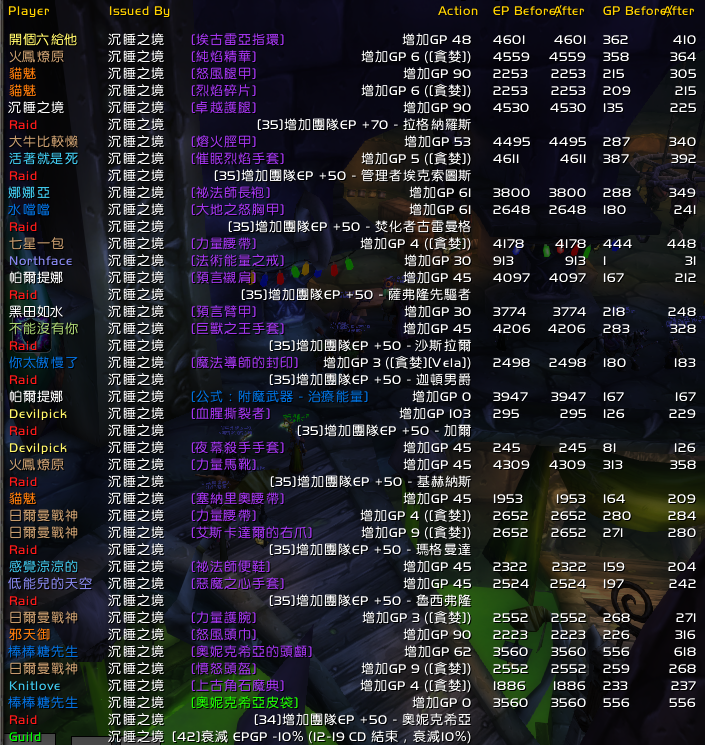 Player Issued By Action EP Before After GP Before After
開個六給他 沉睡之境 [埃古雷亞指環] 增加GP 48 4601 4601 362 410
火鳳燎原 沉睡之境 [純焰精華] 增加GP 6 ([貪婪]) 4559 4559 358 364
貓魅 沉睡之境 [怒風腿甲] 增加GP 90 2253 2253 215 305
貓魅 沉睡之境 [烈焰碎片] 增加GP 6 ([貪婪]) 2253 2253 209 215
沉睡之境 沉睡之境 [卓越護腿] 增加GP 90 4530 4530 135 225
Raid 沉睡之境 [35]增加團隊EP +70 - 拉格納羅斯
大牛比較懶 沉睡之境 [熔火脛甲] 增加GP 53 4495 4495 287 340
活著就是死 沉睡之境 [催眠烈焰手套] 增加GP 5 ([貪婪]) 4611 4611 387 392
Raid 沉睡之境 [35]增加團隊EP +50 - 管理者埃克索圖斯
娜娜亞 沉睡之境 [祕法師長袍] 增加GP 61 3800 3800 288 349
水噹噹 沉睡之境 [大地之怒胸甲] 增加GP 61 2648 2648 180 241
Raid 沉睡之境 [35]增加團隊EP +50 - 焚化者古雷曼格
七星一包 沉睡之境 [力量腰帶] 增加GP 4 ([貪婪]) 4178 4178 444 448
Northface 沉睡之境 [法術能量之戒] 增加GP 30 913 913 1 31
帕爾提娜 沉睡之境 [預言襯肩] 增加GP 45 4097 4097 167 212
Raid 沉睡之境 [35]增加團隊EP +50 - 薩弗隆先驅者
黑田如水 沉睡之境 [預言臂甲] 增加GP 30 3774 3774 218 248
不能沒有你 沉睡之境 [巨獸之王手套] 增加GP 45 4206 4206 283 328
Raid 沉睡之境 [35]增加團隊EP +50 - 沙斯拉爾
你太傲慢了 沉睡之境 [魔法導師的封印] 增加GP 3 ([貪婪][Vela]) 2498 2498 180 183
Raid 沉睡之境 [35]增加團隊EP +50 - 迦頓男爵
帕爾提娜 沉睡之境 [公式：附魔武器 - 治療能量] 增加GP 0 3947 3947 167 167
Devilpick 沉睡之境 [血腥撕裂者] 增加GP 103 295 295 126 229
Raid 沉睡之境 [35]增加團隊EP +50 - 加爾
Devilpick 沉睡之境 [夜幕殺手手套] 增加GP 45 245 245 81 126
火鳳燎原 沉睡之境 [力量馬靴] 增加GP 45 4309 4309 313 358
Raid 沉睡之境 [35]增加團隊EP +50 - 基赫納斯
貓魅 沉睡之境 [塞納里奧腰帶] 增加GP 45 1953 1953 164 209
日爾曼戰神 沉睡之境 [力量腰帶] 增加GP 4 ([貪婪]) 2652 2652 280 284
日爾曼戰神 沉睡之境 [艾斯卡達爾的右爪] 增加GP 9 ([貪婪]) 2652 2652 271 280
Raid 沉睡之境 [35]增加團隊EP +50 - 瑪格曼達
感覺涼涼的 沉睡之境 [祕法師便鞋] 增加GP 45 2322 2322 159 204
低能兒的天空 沉睡之境 [惡魔之心手套] 增加GP 45 2524 2524 197 242
Raid 沉睡之境 [35]增加團隊EP +50 - 魯西弗隆
日爾曼戰神 沉睡之境 [力量護腕] 增加GP 3 ([貪婪]) 2552 2552 268 271
邪天御 沉睡之境 [怒風頭巾] 增加GP 90 2223 2223 226 316
棒棒糖先生 沉睡之境 [奧妮克希亞的頭顱] 增加GP 62 3560 3560 556 618
日爾曼戰神 沉睡之境 [憤怒頭盔] 增加GP 9 ([貪婪]) 2552 2552 259 268
Knitlove 沉睡之境 [上古角石魔典] 增加GP 4 ([貪婪]) 1886 1886 233 237
棒棒糖先生 沉睡之境 [奧妮克希亞皮袋] 增加GP 0 3560 3560 556 556
Raid 沉睡之境 [34]增加團隊EP +50 - 奧妮克希亞
Guild 沉睡之境 [42]衰減 EPGP -10% (12-19 CD 結束，衰減10%)